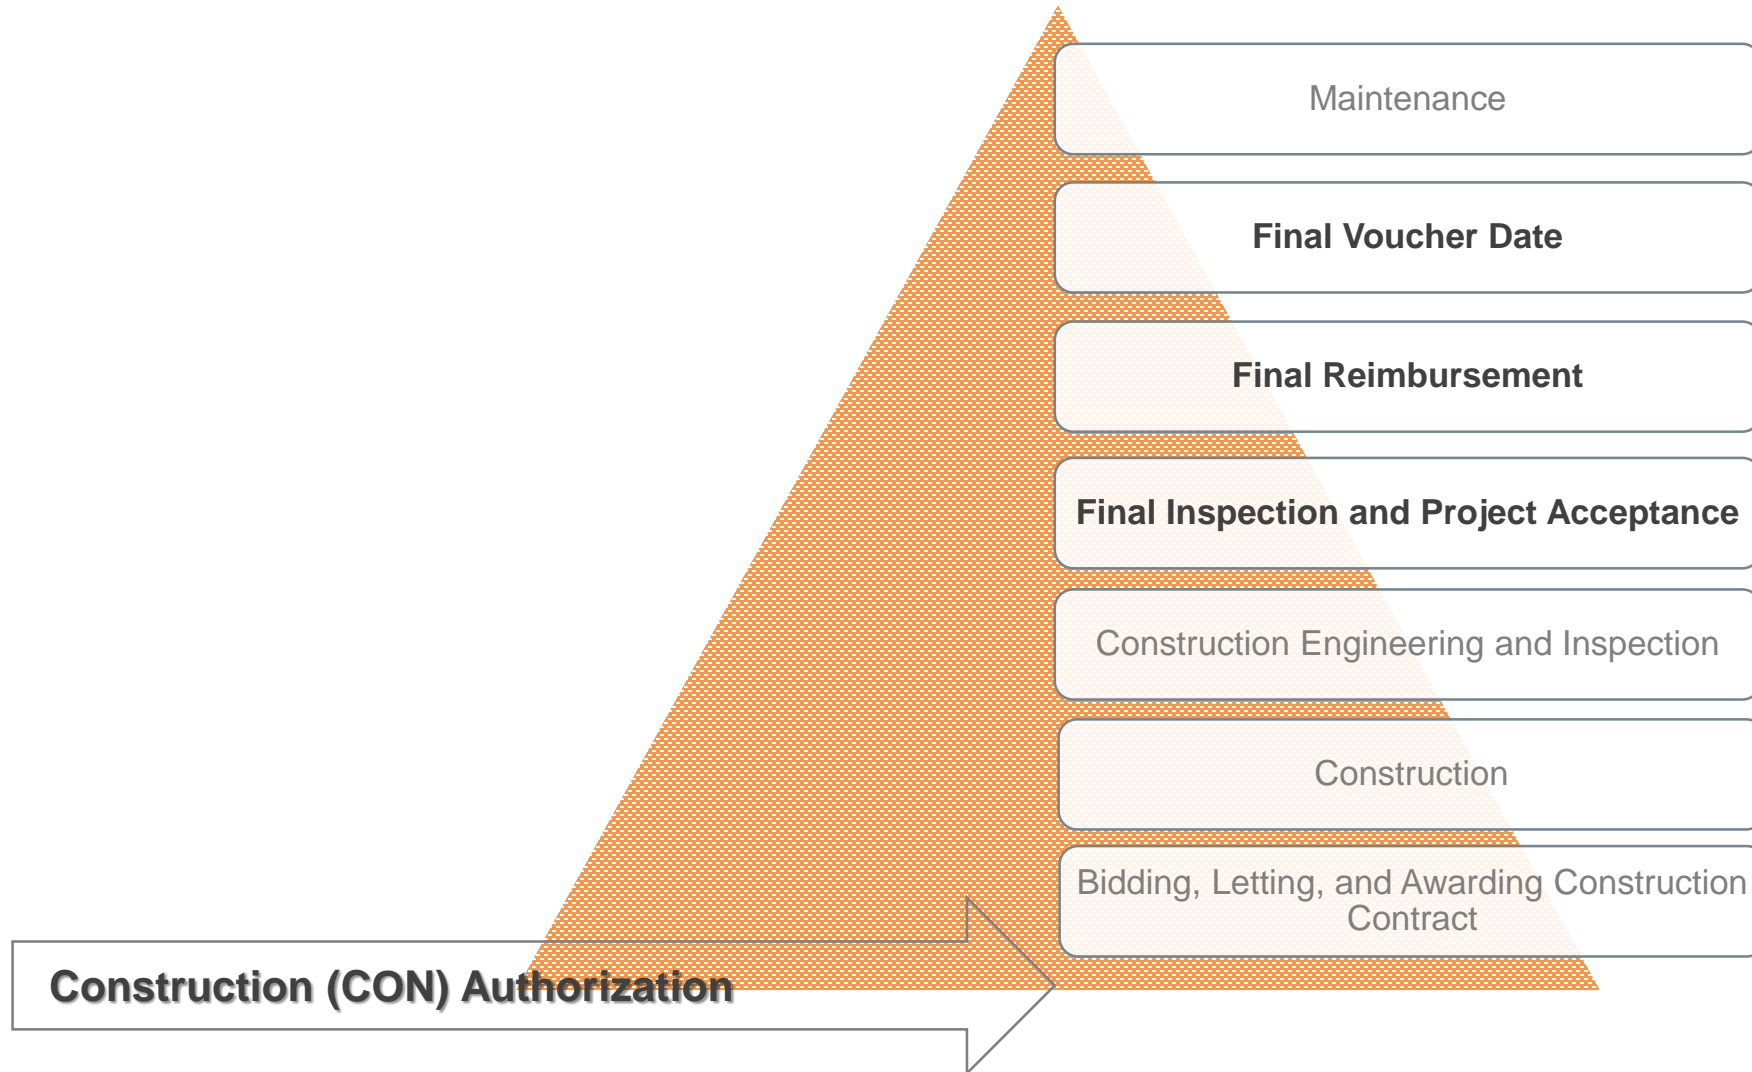 Maintenance
Final Voucher Date
Final Reimbursement
Final Inspection and Project Acceptance
Construction Engineering and Inspection
Construction
Bidding, Letting, and Awarding Construction
Contract
Construction (CON) Authorization